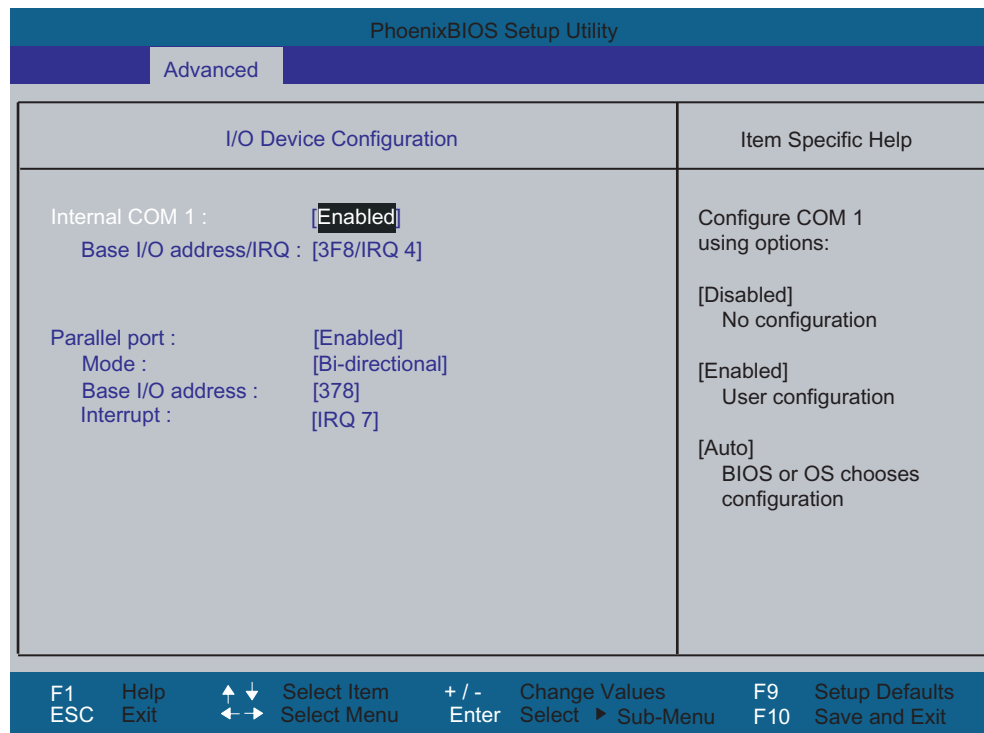 PhoenixBIOS Setup Utility
Advanced
I/O Device Configuration
Internal COM 1 : [Enabled]
Base I/O address/IRQ : [3F8/IRQ 4]
Parallel port : [Enabled]
Mode : [Bi-directional]
Base I/O address : [378]
Interrupt : [IRQ 7]
Item Specific Help
Configure COM 1
using options:
[Disabled]
No configuration
[Enabled]
User configuration
[Auto]
BIOS or OS chooses
configuration
F1 Help Select Item + / - Change Values F9 Setup Defaults
ESC Exit Select Menu Enter Select Sub-Menu F10 Save and Exit